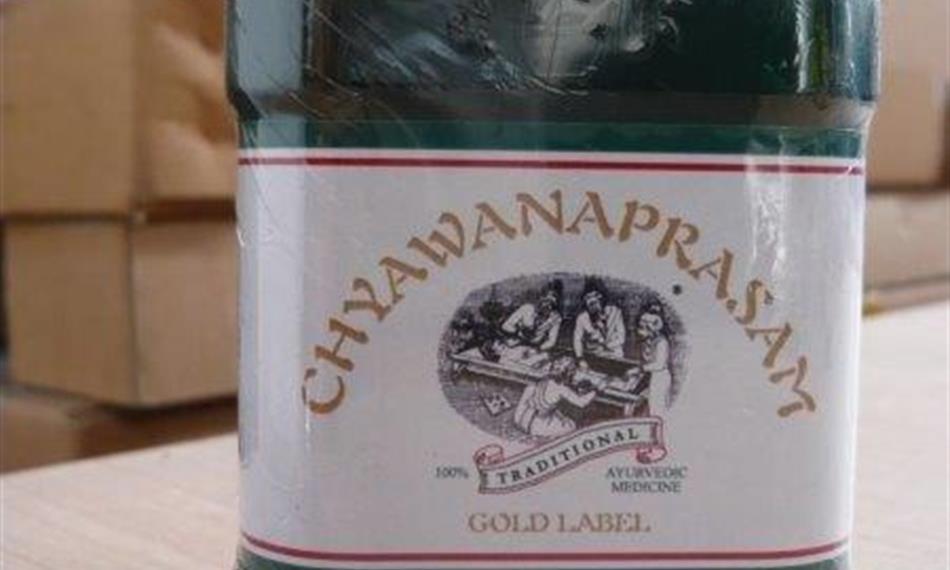 CHYAWANAPRASAM
100% TRADITIONAL AYURVEDIC
MEDICINE
GOLD LABEL